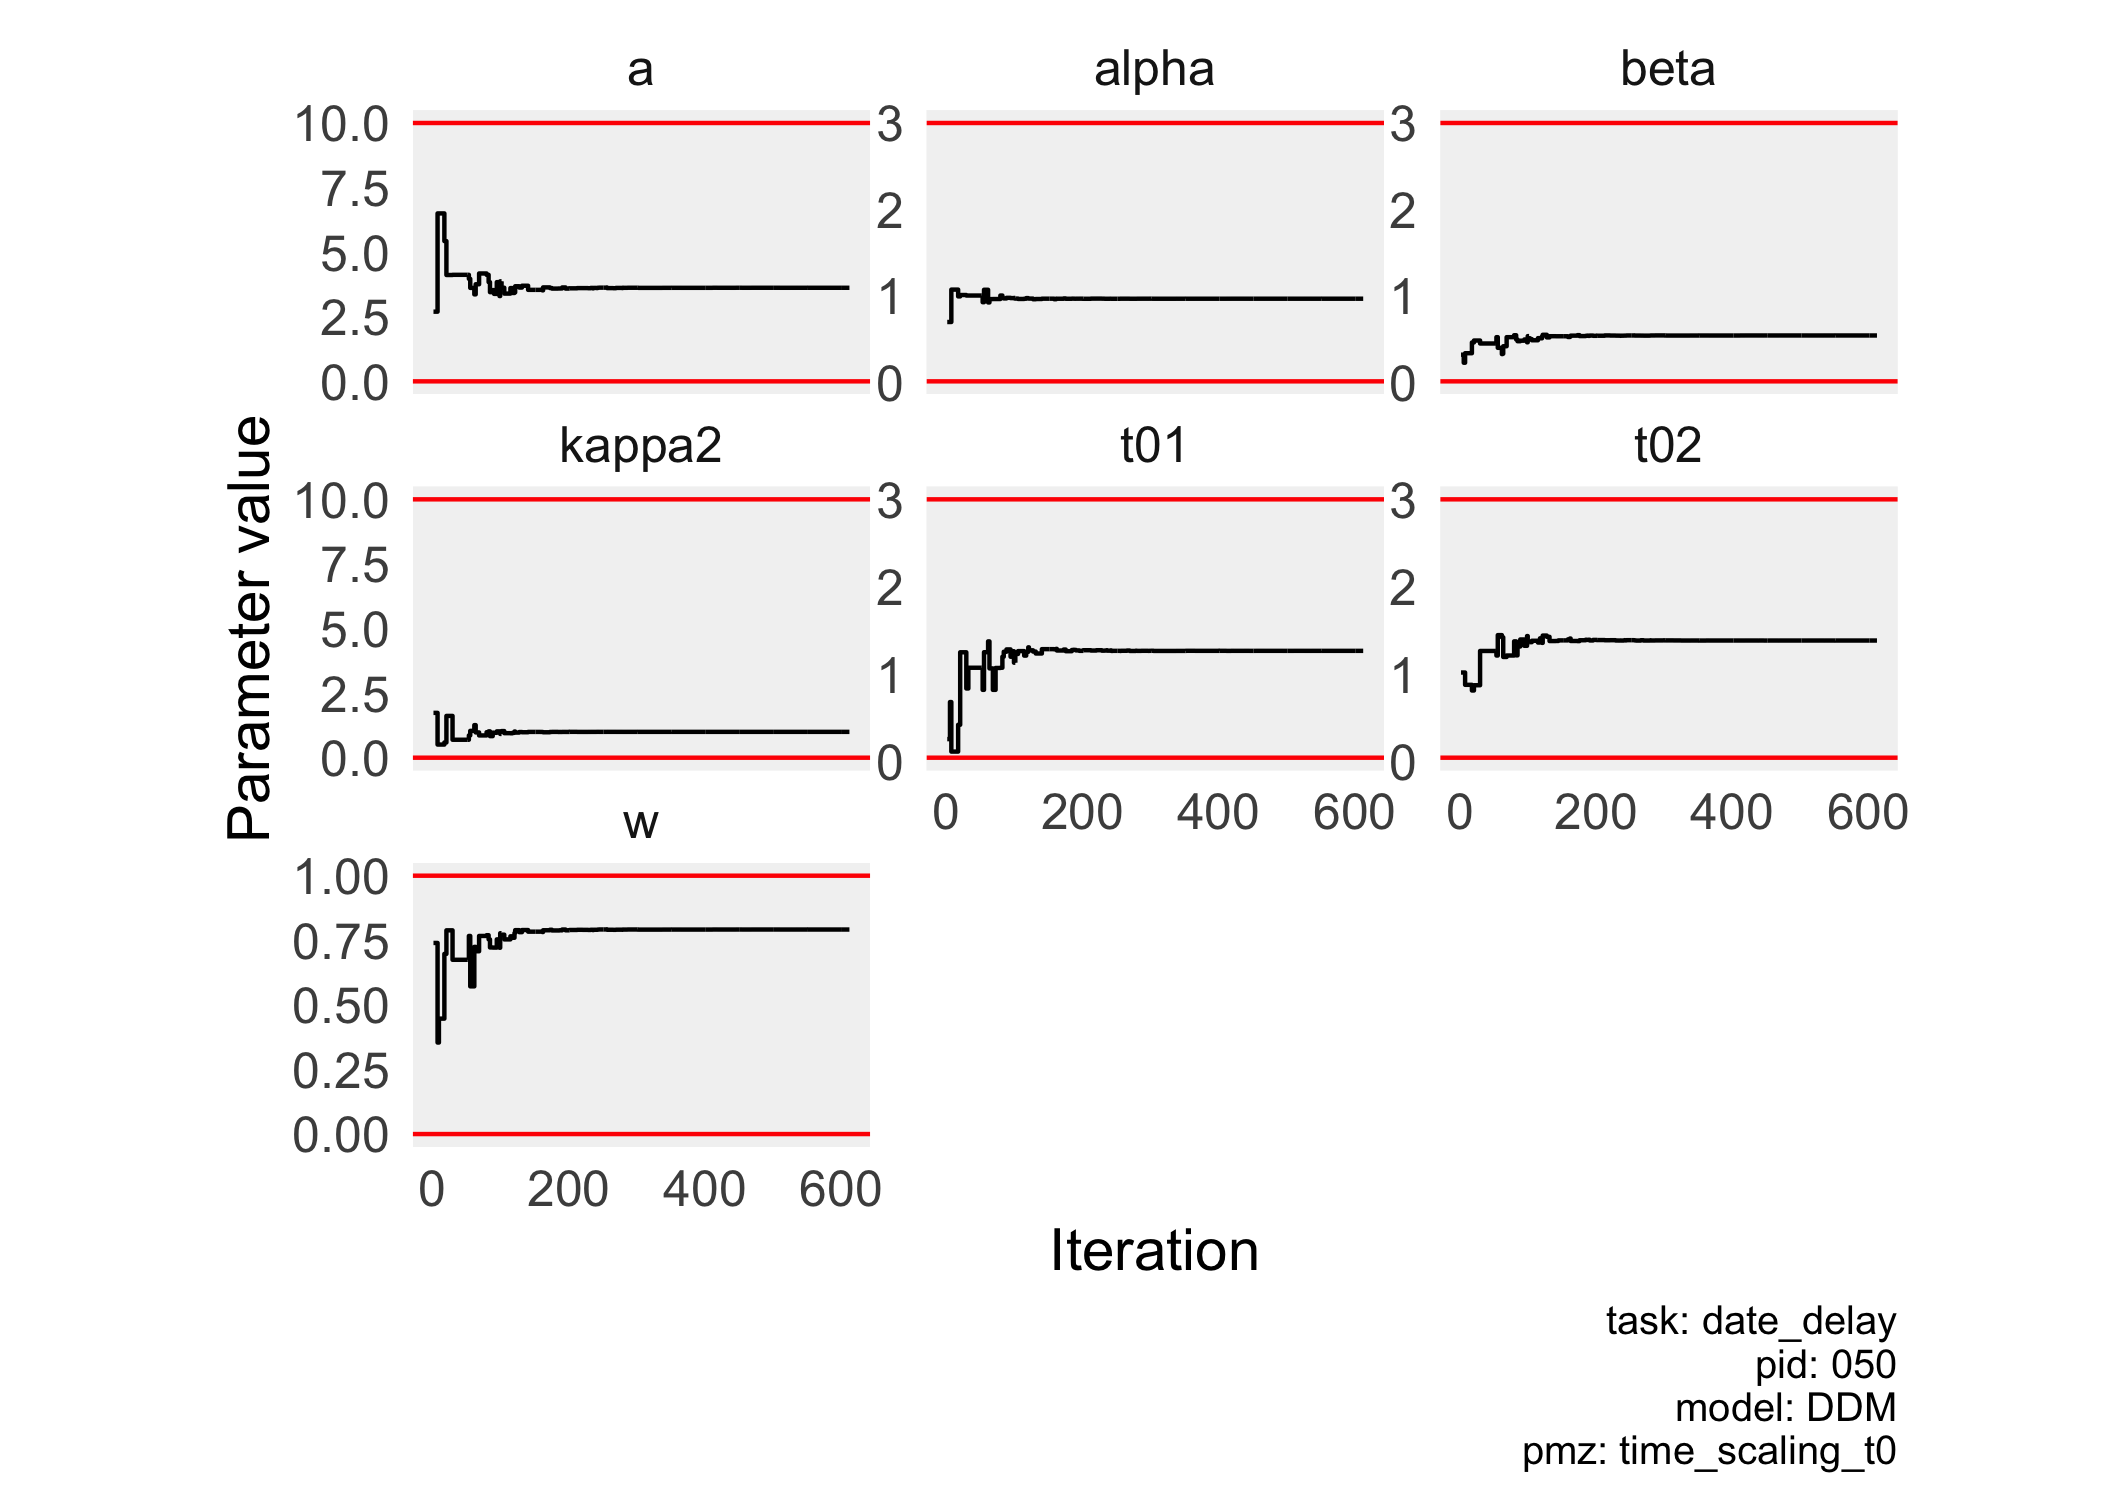 a alpha beta
10.0 3 3
7.5
2 2
5.0
1 1
2.5
0.0 0 0
kappa2 t01 t02
10.0 3 3
7.5
2 2
5.0
2.5 1 1
0.0 0 0
0 200 400 600 0 200 400 600
w
1.00
0.75
0.50
0.25
0.00
0 200 400 600
Parameter value
Iteration
task: date_delay
pid: 050
model: DDM
pmz: time_scaling_t0